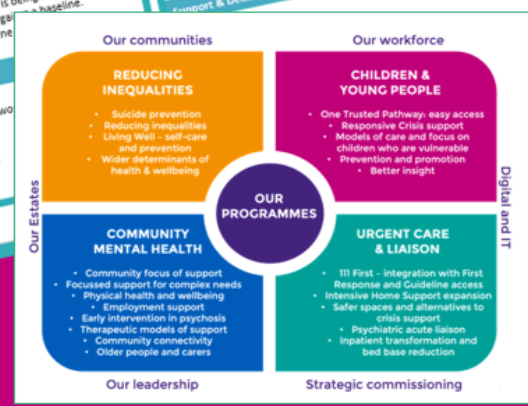 is being
baseline.
Support &
Our communities
Our workforce
REDUCING
INEQUALITIES
• Suicide prevention
• Reducing inequalities
• Living Well – self-care
and prevention
• Wider determinants of
health & wellbeing
CHILDREN &
YOUNG PEOPLE
• One Trusted Pathway: easy access
• Responsive Crisis support
• Models of care and focus on
children who are vulnerable
• Prevention and promotion
• Better insight
Our Estates
OUR
PROGRAMMES
Digital and IT
COMMUNITY
MENTAL HEALTH
• Community focus of support
• Focussed support for complex needs
• Physical health and wellbeing
• Employment support
• Early intervention in psychosis
• Therapeutic models of support
• Community connectivity
• Older people and carers
URGENT CARE
& LIAISON
• 111 First – integration with First
Response and Guideline access
• Intensive Home Support expansion
• Safer spaces and alternatives to
crisis support
• Psychiatric acute liaison
• Inpatient transformation and
bed base reduction
Our leadership
Strategic commissioning